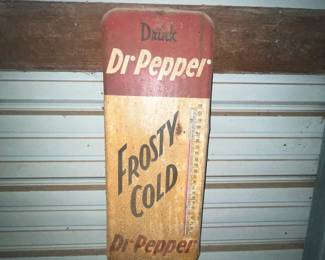 Drink
Dr. Pepper
FROSTY
COLD
Dr. Pepper